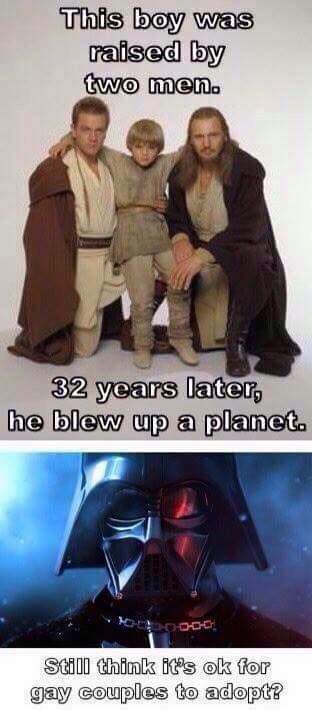 This boy was
raised by
two men.
32 years later,
he blew up a planet.
Still think it's ok for
gay couples to adopt?